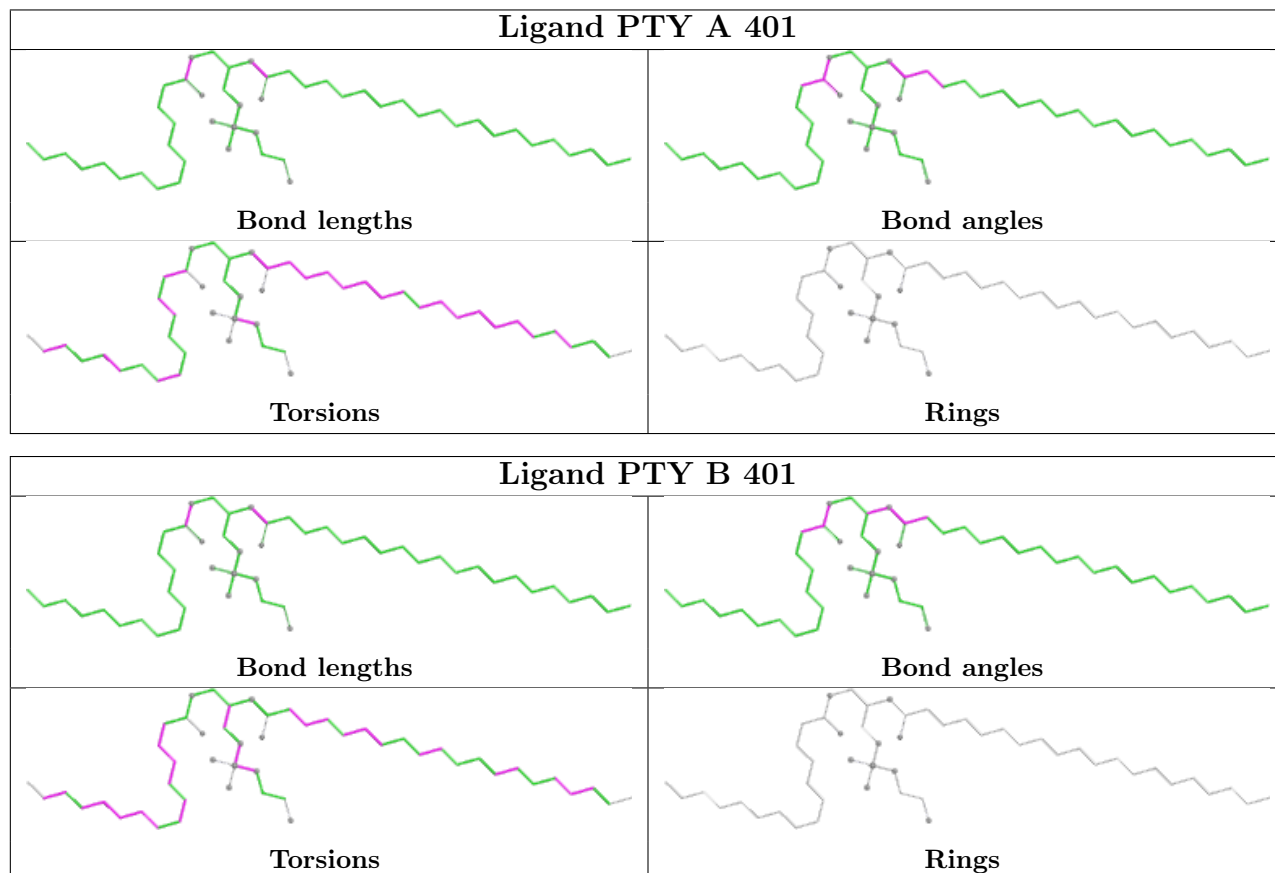 Ligand PTY A 401
Bond lengths
Bond angles
Torsions
Rings
Ligand PTY B 401
Bond lengths
Bond angles
Torsions
Rings